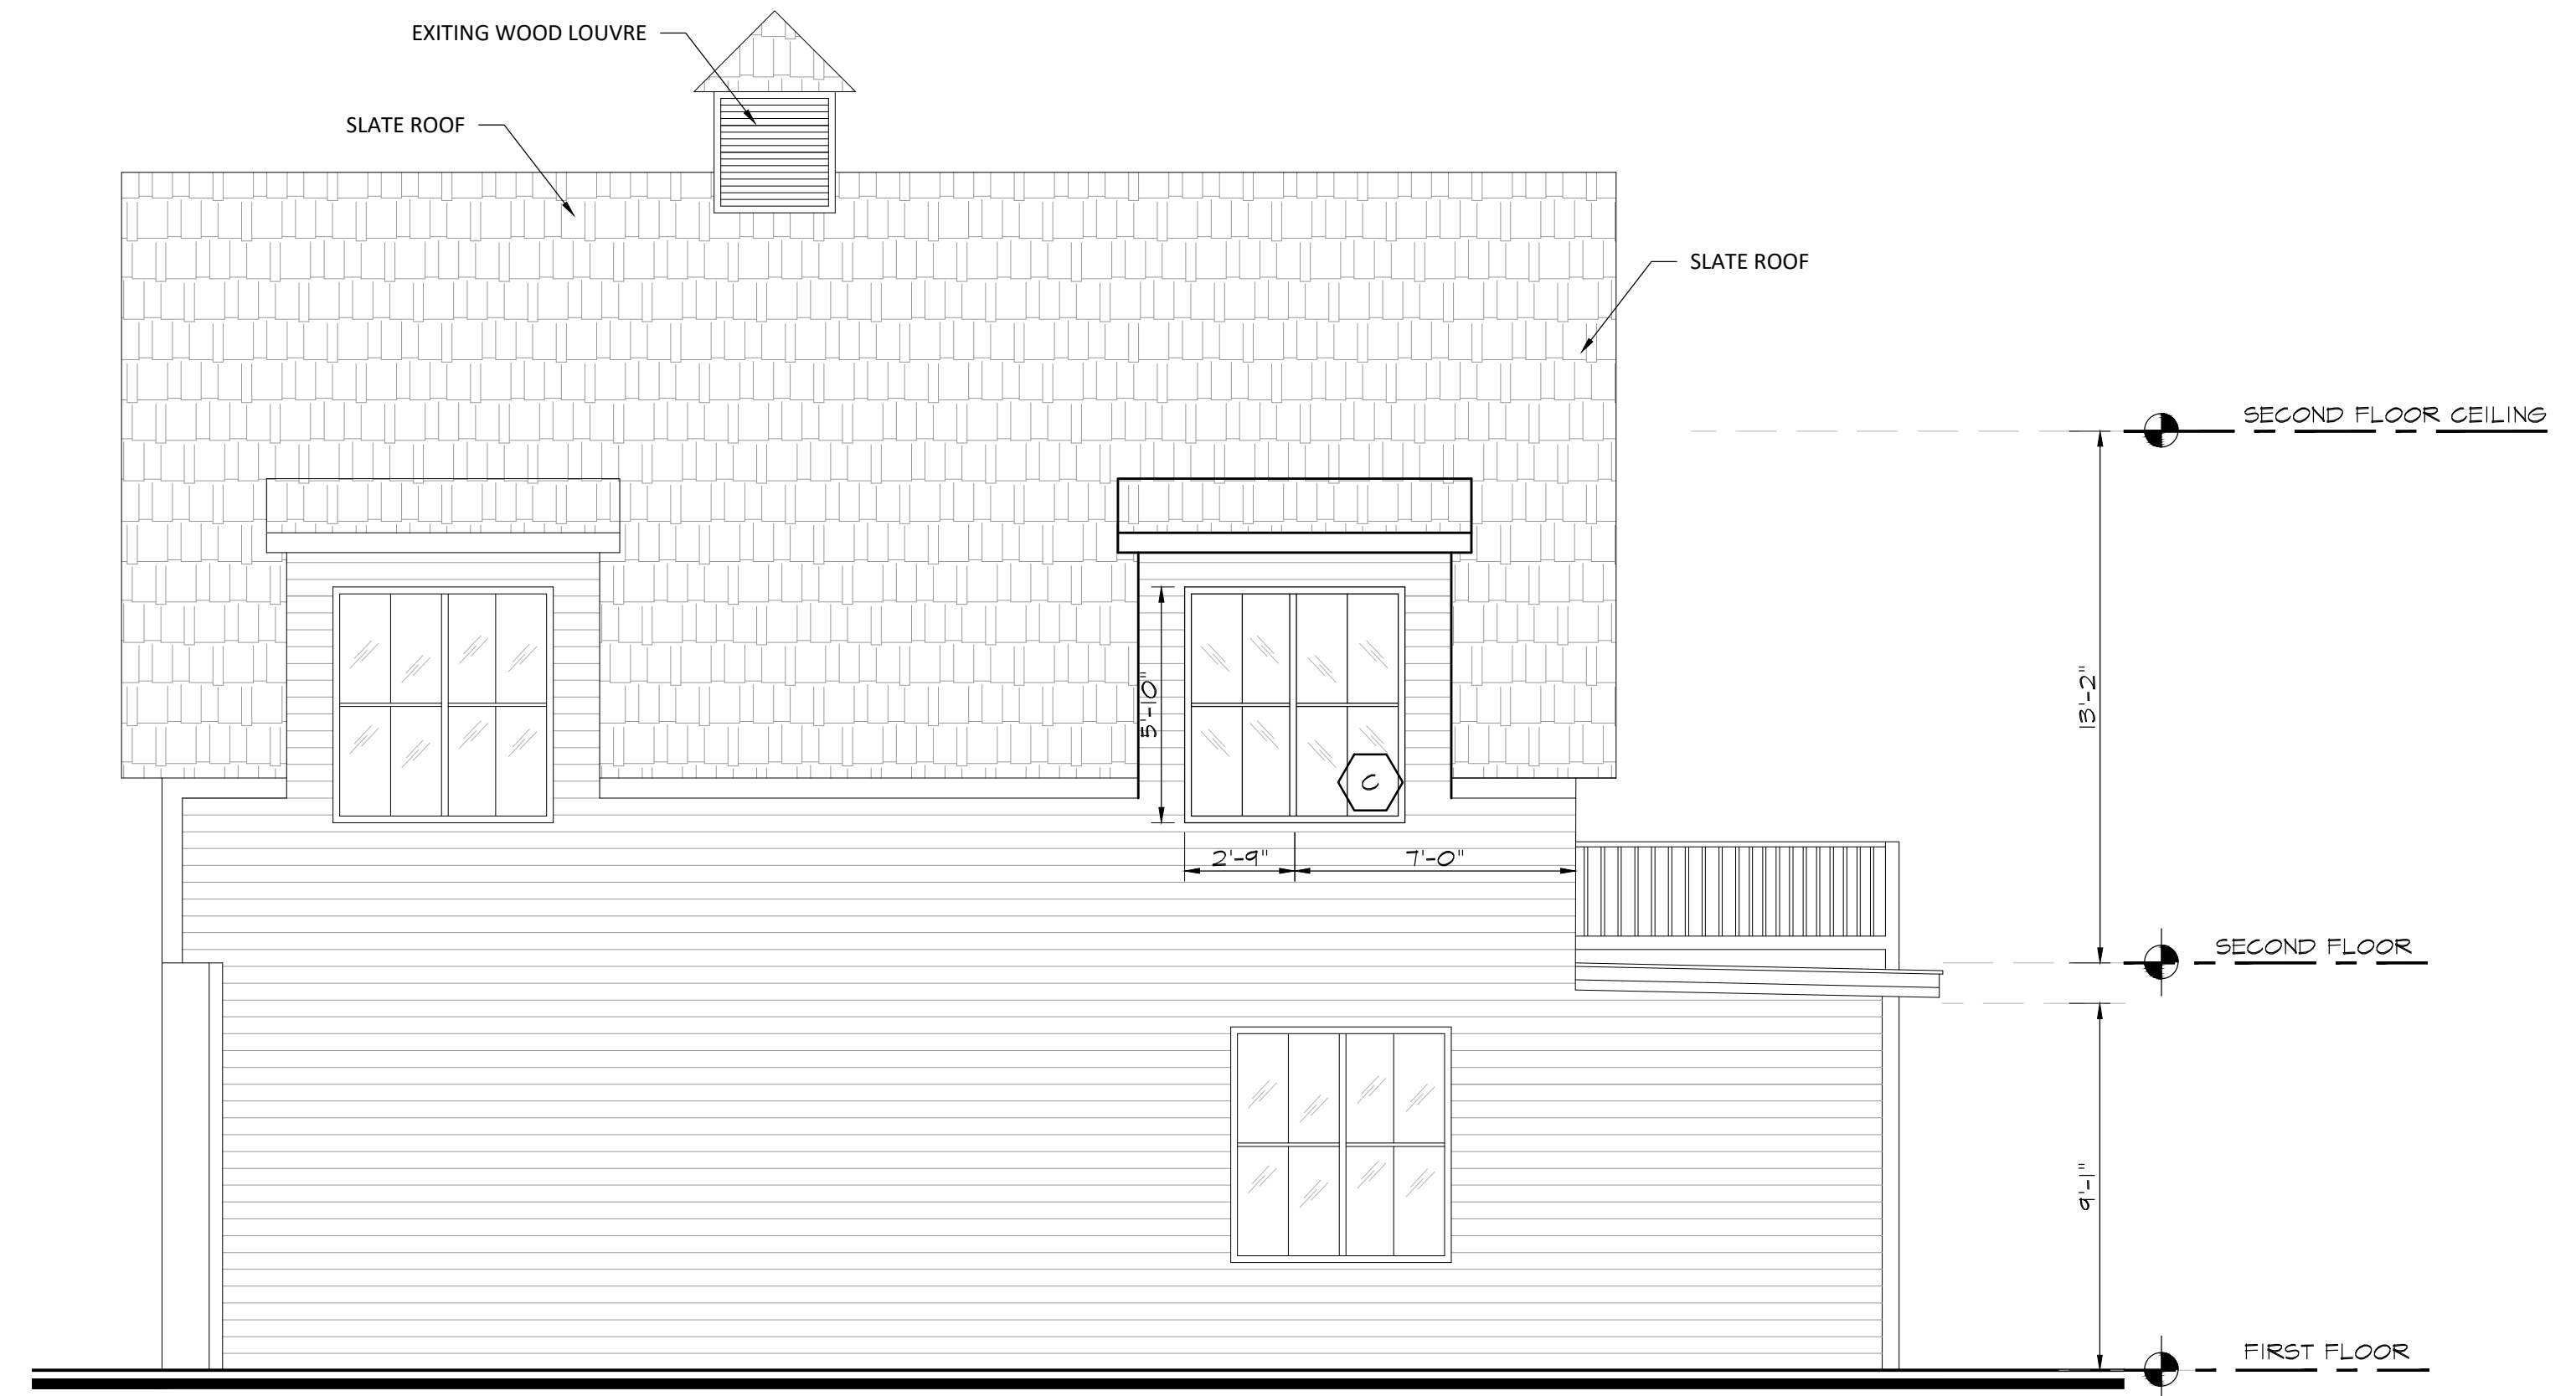 EXITING WOOD LOUVRE
SLATE ROOF
SLATE ROOF
SECOND FLOOR CEILING
13'-2"
5'-10"
C
2'-9"
7'-0"
SECOND FLOOR
9'-1"
FIRST FLOOR